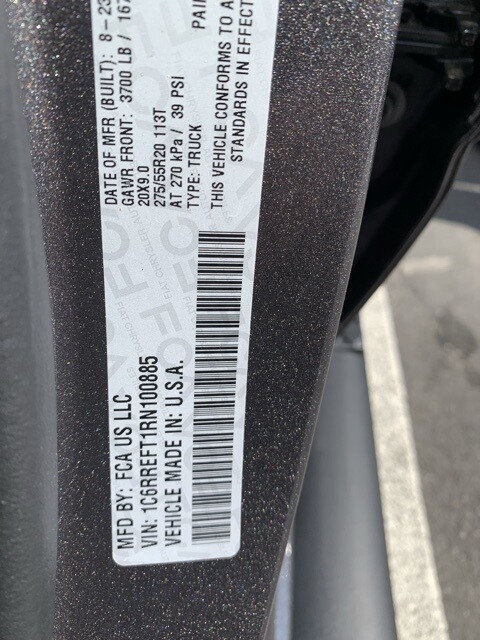 MFD BY: FCA US LLC
DATE OF MFR (BUILT): 8-23
GAWR FRONT: 3700 LB
20X9.0
275/55R20 113T
AT 270 kPa / 39 PSI
TYPE: TRUCK
THIS VEHICLE CONFORMS TO A
STANDARDS IN EFFECT
VIN: 1C6RREFT1RN100885
VEHICLE MADE IN: U.S.A.